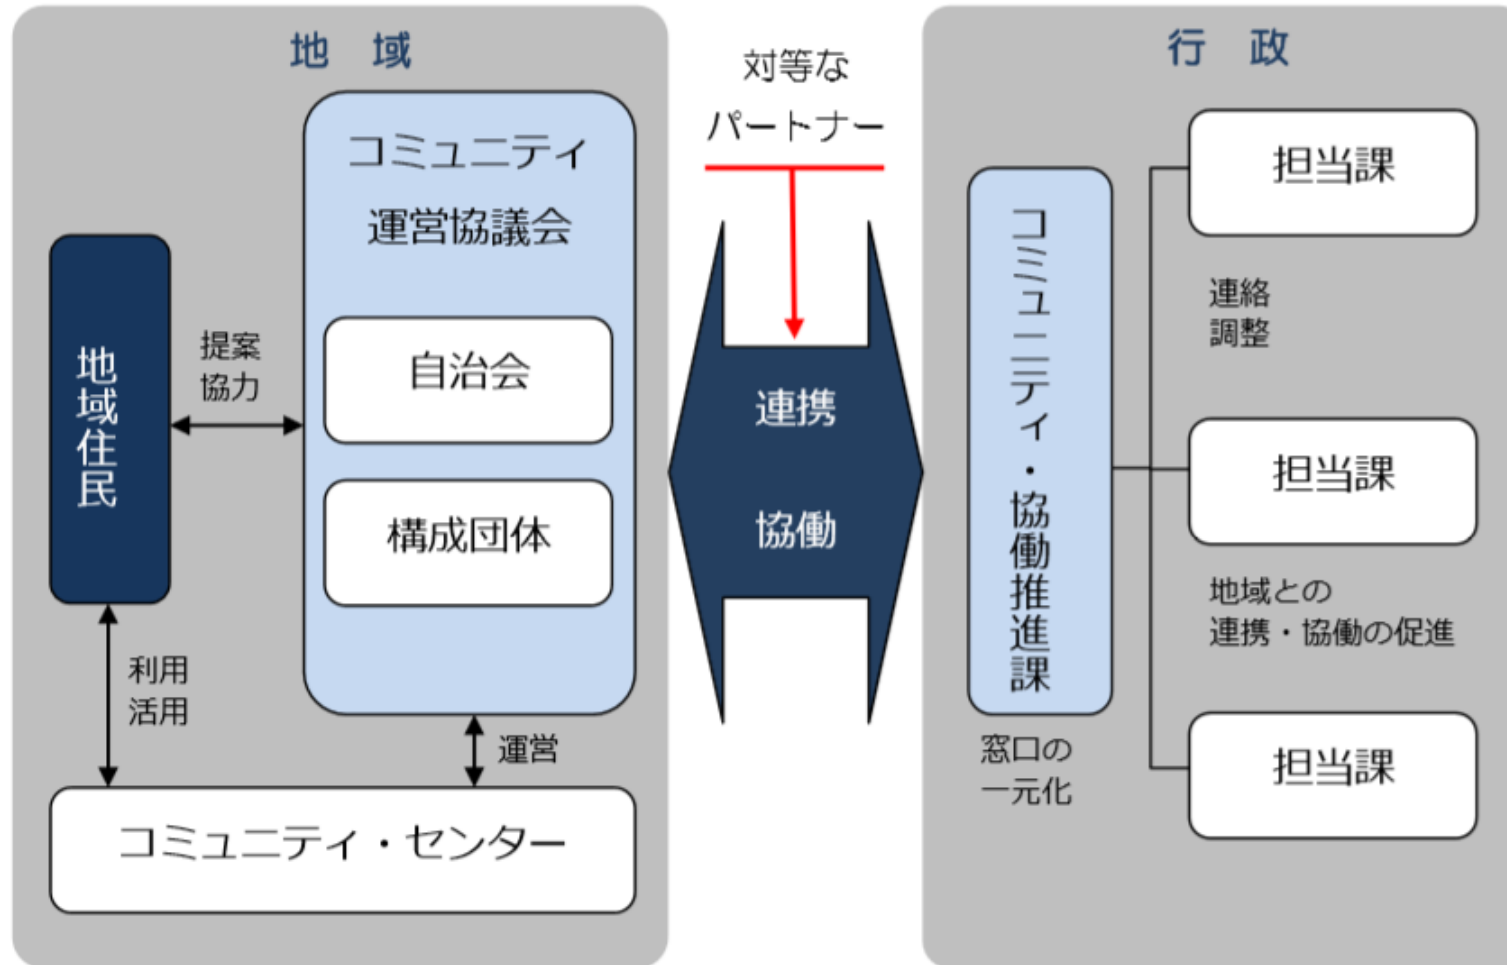 地　域
コミュニティ
運営協議会
自治会
構成団体
地域住民
提案
協力
利用
活用
運営
コミュニティ・センター
対等な
パートナー
連携
協働
行　政
コミュニティ・協働推進課
窓口の
一元化
担当課
連絡
調整
担当課
地域との
連携・協働の促進
担当課